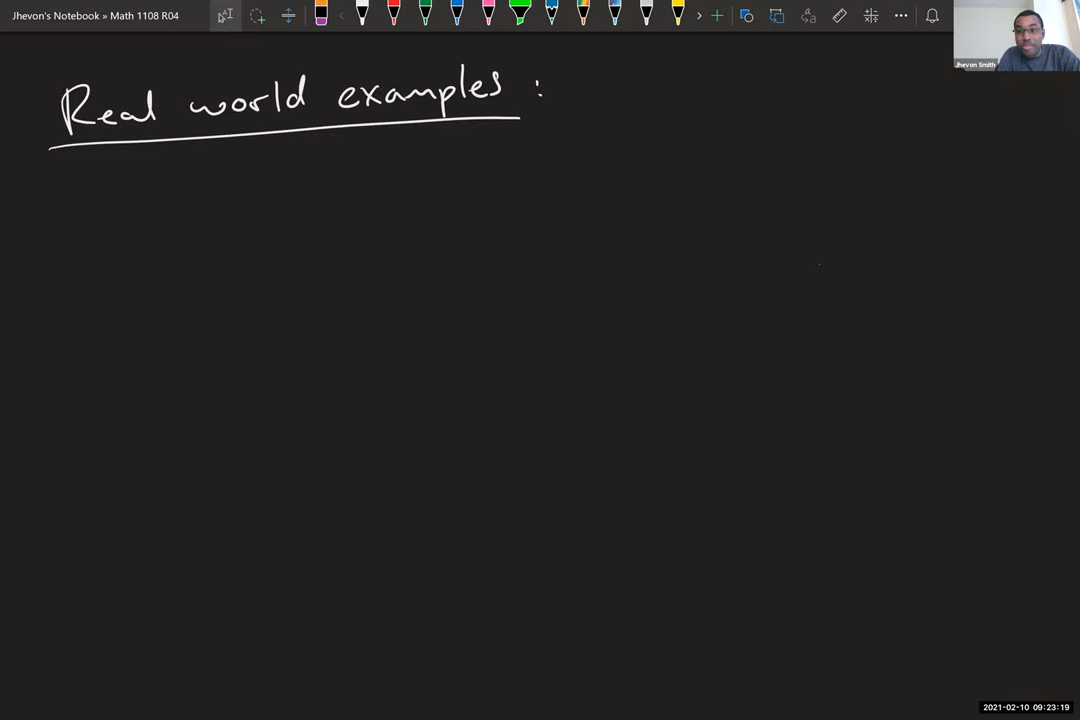 Jhevon's Notebook » Math 1108 R04
Real world examples :
Jhevon Smith
2021-02-10 09:23:19